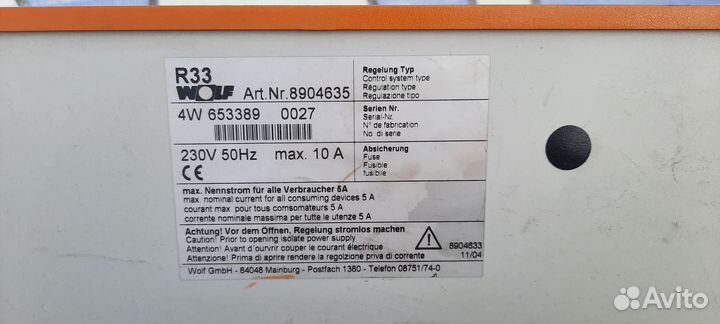 R33
WOLF Art.Nr.8904635
4W 653389 0027
230V 50Hz max. 10 A
CE
Regelung Typ
Control system type
Régulation type
Regulazione tipo
Serien Nr.
Serial-Nr.
N° de fabrication
No. di serie
Absicherung
Fuse
Fusible
fusibile
max. Nennstrom für alle Verbraucher 5A
max. nominal current for all consuming devices 5 A
courant max. pour tous comsomateurs 5 A
corrente nominale massima per tutte le utenze 5 A
Achtung! Vor dem Öffnen, Regelung stromlos machen
Caution! Prior to opening isolate power supply
Attention! Avant d'ouvrir couper le courant électrique
Attenzione! Prima di aprire rendere la regolzione priva di corrente
8904633
11/04
Wolf GmbH - 84048 Mainburg - Postfach 1380 - Telefon 08751/74-0
Avito